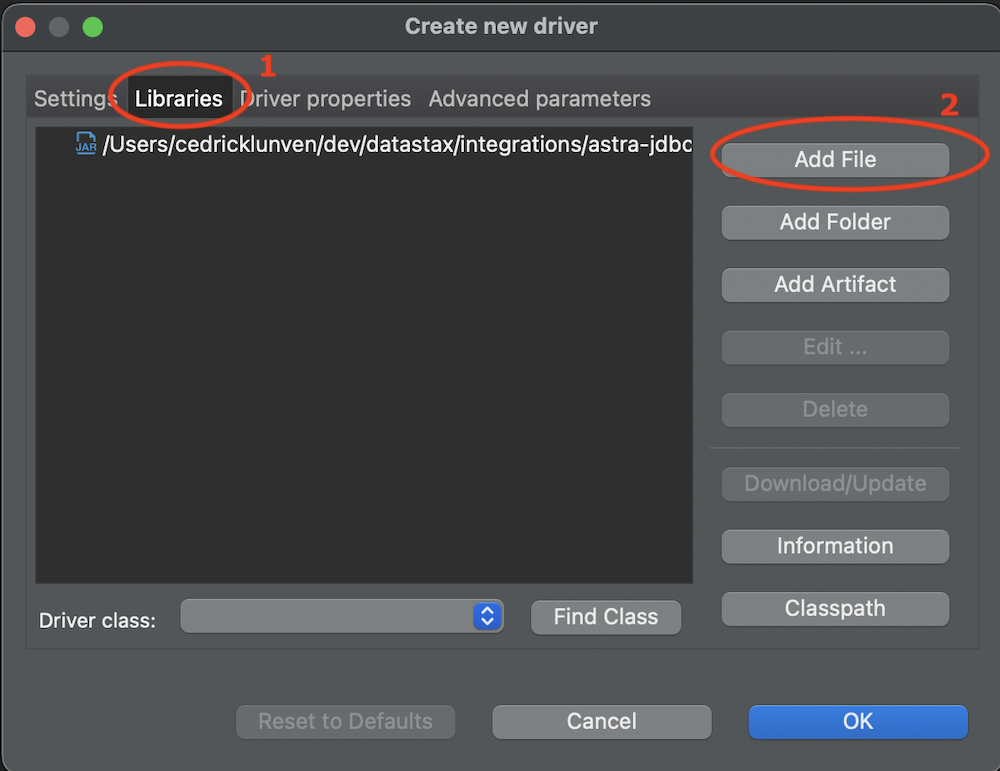 Create new driver
1
Settings Libraries Driver properties Advanced parameters
2
JAR /Users/cedricklunven/dev/datastax/integrations/astra-jdbc
Add File
Add Folder
Add Artifact
Edit ...
Delete
Download/Update
Information
Classpath
Driver class: Find Class
Reset to Defaults Cancel OK